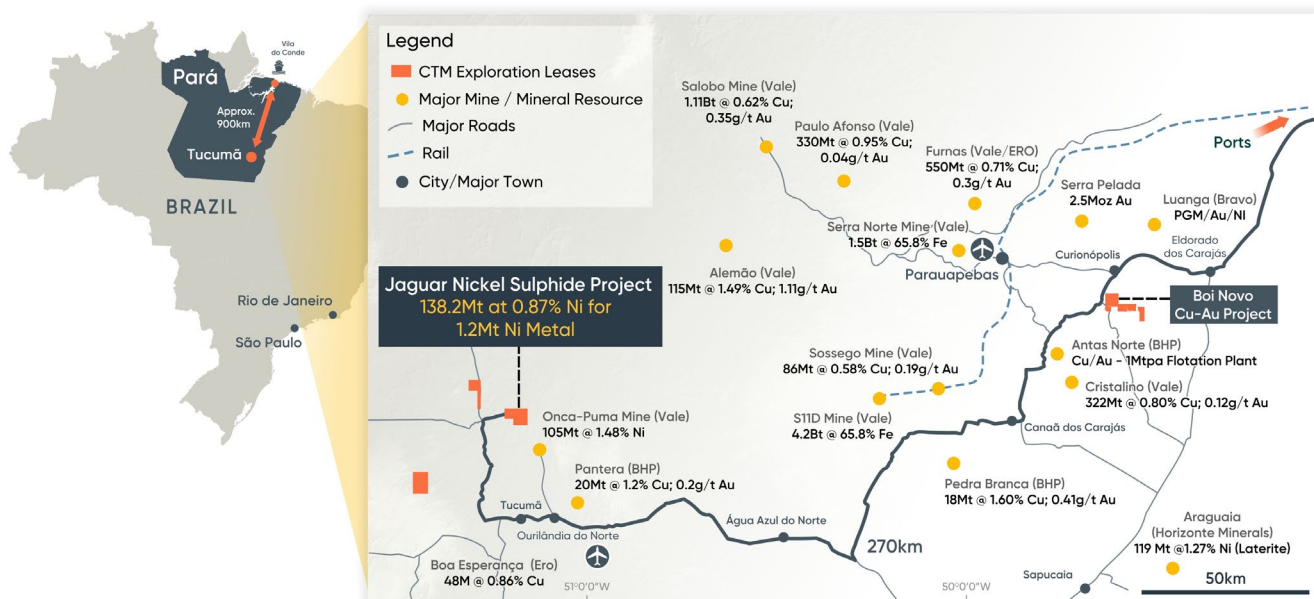 Vila
do Conde
Pará
Approx.
900km
Tucumã
BRAZIL
Rio de Janeiro
São Paulo
Legend
CTM Exploration Leases
Major Mine / Mineral Resource
Major Roads
Rail
City/Major Town
Salobo Mine (Vale)
1.11Bt @ 0.62% Cu;
0.35g/t Au
Paulo Afonso (Vale)
330Mt @ 0.95% Cu;
0.04g/t Au
Furnas (Vale/ERO)
550Mt @ 0.71% Cu;
0.3g/t Au
Ports
Serra Pelada
2.5Moz Au
Luanga (Bravo)
PGM/Au/NI
Serra Norte Mine (Vale)
1.5Bt @ 65.8% Fe
Parauapebas
Curionópolis
Eldorado
dos Carajás
Alemão (Vale)
115Mt @ 1.49% Cu; 1.11g/t Au
Jaguar Nickel Sulphide Project
138.2Mt at 0.87% Ni for
1.2Mt Ni Metal
Boi Novo
Cu-Au Project
Antas Norte (BHP)
Cu/Au - 1Mtpa Flotation Plant
Sossego Mine (Vale)
86Mt @ 0.58% Cu; 0.19g/t Au
Cristalino (Vale)
322Mt @ 0.80% Cu; 0.12g/t Au
S11D Mine (Vale)
4.2Bt @ 65.8% Fe
Canaã dos Carajás
Onca-Puma Mine (Vale)
105Mt @ 1.48% Ni
Pantera (BHP)
20Mt @ 1.2% Cu; 0.2g/t Au
Pedra Branca (BHP)
18Mt @ 1.60% Cu; 0.41g/t Au
Tucumã
Ourilândia do Norte
Água Azul do Norte
270km
Araguaia
(Horizonte Minerals)
119 Mt @1.27% Ni (Laterite)
Boa Esperança (Ero)
48M @ 0.86% Cu
51°0'0"W
50°0'0"W
Sapucaia
50km